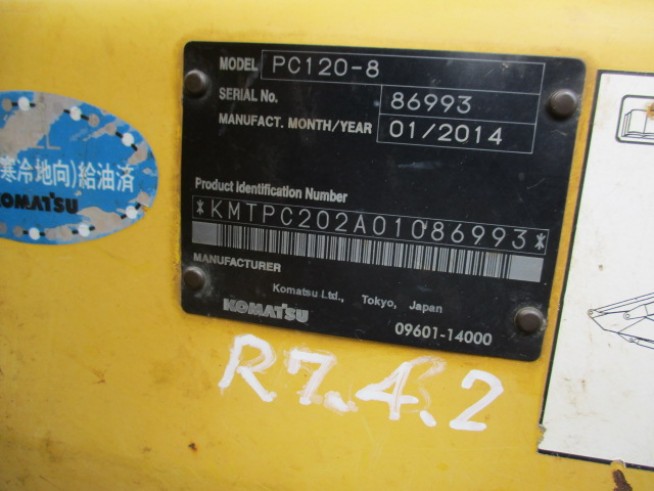 MODEL PC120-8
SERIAL No. 86993
MANUFACT. MONTH/YEAR 01/2014
Product Identification Number
*KMTPC202A01086993*
MANUFACTURER
Komatsu Ltd., Tokyo, Japan
KOMATSU
09601-14000
寒冷地向)給油済
KOMATSU
R7.4.2